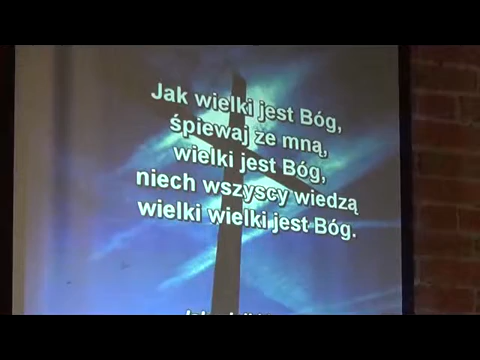 Jak wielki jest Bóg,
śpiewaj ze mną,
wielki jest Bóg,
niech wszyscy wiedzą
wielki wielki jest Bóg.